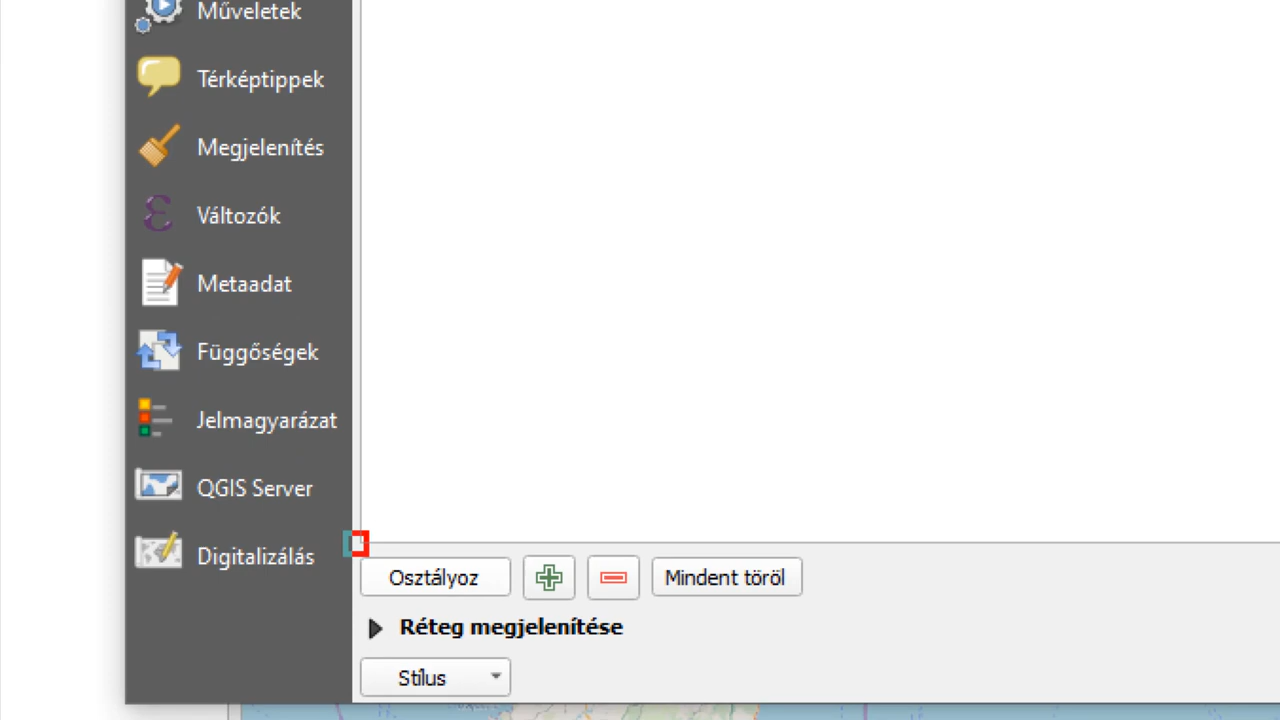 Műveletek
Térképtippek
Megjelenítés
Változók
Metaadat
Függőségek
Jelmagyarázat
QGIS Server
Digitalizálás
Osztályoz
Mindent töröl
Réteg megjelenítése
Stílus